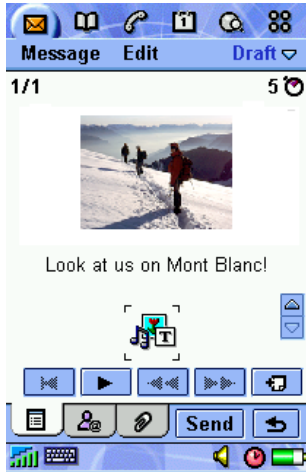 Message Edit Draft
1/1 5
Look at us on Mont Blanc!
T
Send